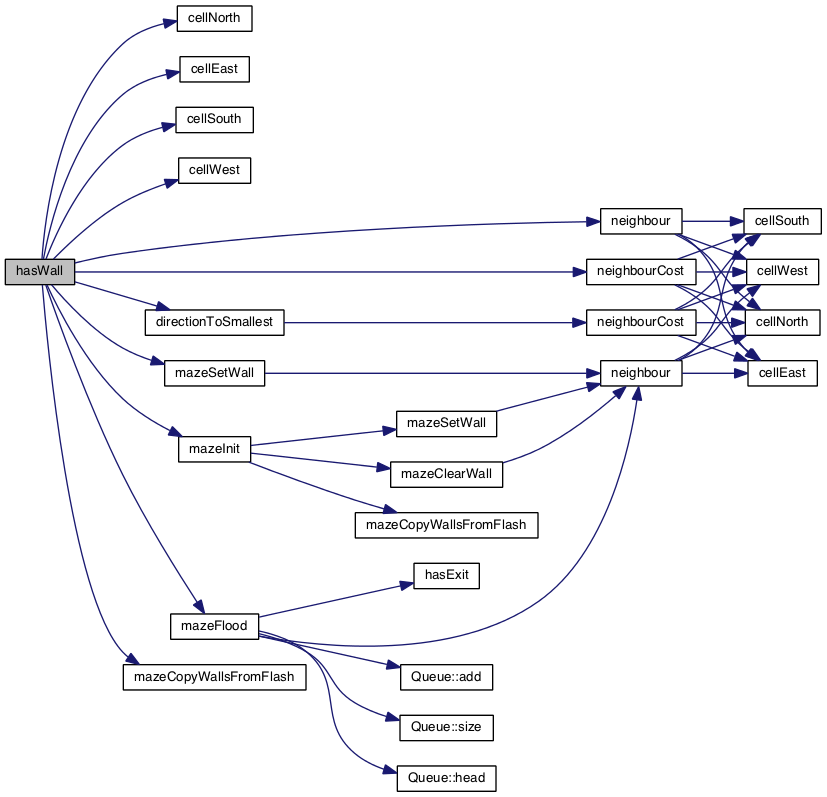 cellNorth
cellEast
cellSouth
cellWest
neighbour
cellSouth
hasWall
neighbourCost
cellWest
directionToSmallest
neighbourCost
cellNorth
mazeSetWall
neighbour
cellEast
mazeSetWall
mazeInit
mazeClearWall
mazeCopyWallsFromFlash
hasExit
mazeFlood
mazeCopyWallsFromFlash
Queue::add
Queue::size
Queue::head